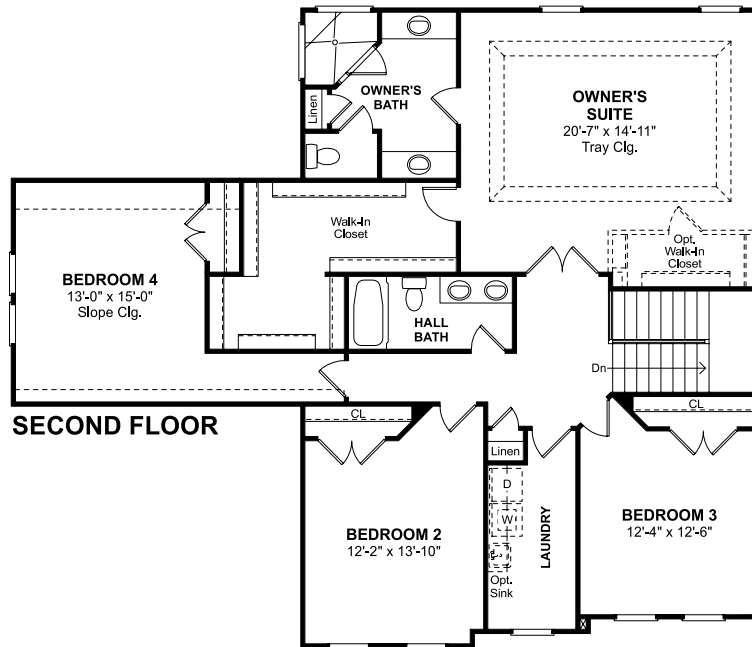 OWNER'S
BATH
Linen
OWNER'S
SUITE
20'-7" x 14'-11"
Tray Clg.
Walk-In
Closet
Opt.
Walk-In
Closet
BEDROOM 4
13'-0" x 15'-0"
Slope Clg.
HALL
BATH
Dn
SECOND FLOOR
CL
CL
Linen
D
W
Opt.
Sink
LAUNDRY
BEDROOM 2
12'-2" x 13'-10"
BEDROOM 3
12'-4" x 12'-6"